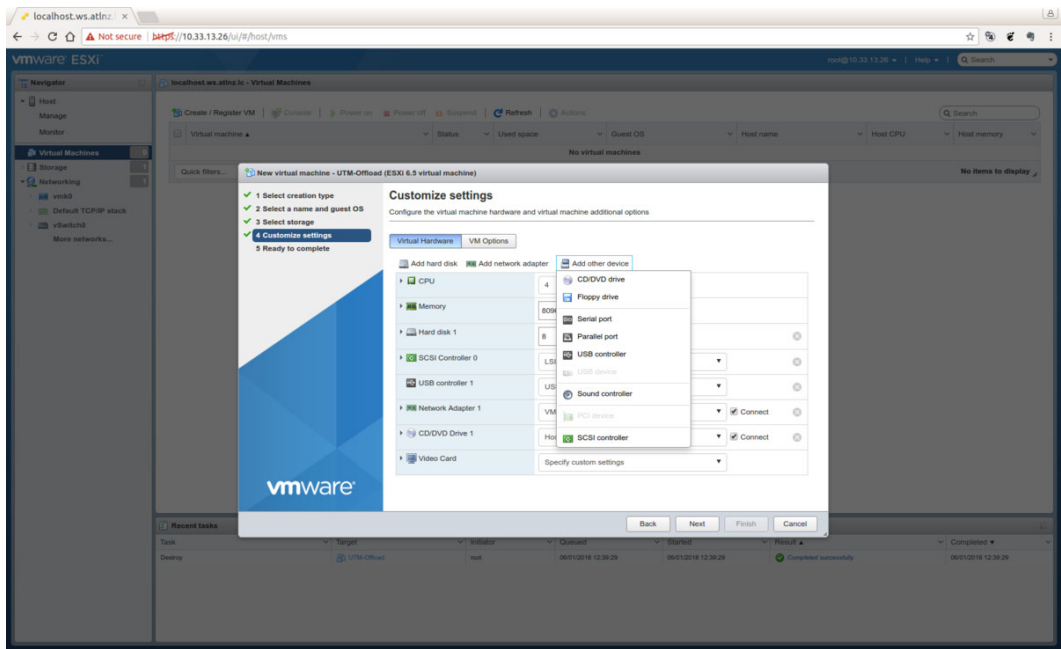 localhost.ws.atlnz.
Not secure | https://10.33.13.26/ui/#/host/vms
vmware ESXi
root@10.33.13.26 | Help | Search
Navigator
localhost.ws.atlnz.lc - Virtual Machines
Host
Manage
Monitor
Virtual Machines 0
Storage 1
Networking 1
vmk0
Default TCP/IP stack
vSwitch0
More networks...
Create / Register VM | Console | Power on Power off Suspend | Refresh | Actions
Search
Virtual machine Status Used space Guest OS Host name Host CPU Host memory
No virtual machines
Quick filters...
No items to display
New virtual machine - UTM-Offload (ESXi 6.5 virtual machine)
1 Select creation type
2 Select a name and guest OS
3 Select storage
4 Customize settings
5 Ready to complete
vmware
Customize settings
Configure the virtual machine hardware and virtual machine additional options
Virtual Hardware VM Options
Add hard disk Add network adapter Add other device
CPU 4
Memory 8096
Hard disk 1 8
SCSI Controller 0 LSI
USB controller 1 US
Network Adapter 1 VM Connect
CD/DVD Drive 1 Hos Connect
Video Card Specify custom settings
CD/DVD drive
Floppy drive
Serial port
Parallel port
USB controller
USB device
Sound controller
PCI device
SCSI controller
Back Next Finish Cancel
Recent tasks
Task Target Initiator Queued Started Result Completed
Destroy UTM-Offload root 06/01/2018 12:39:29 06/01/2018 12:39:29 Completed successfully 06/01/2018 12:39:29